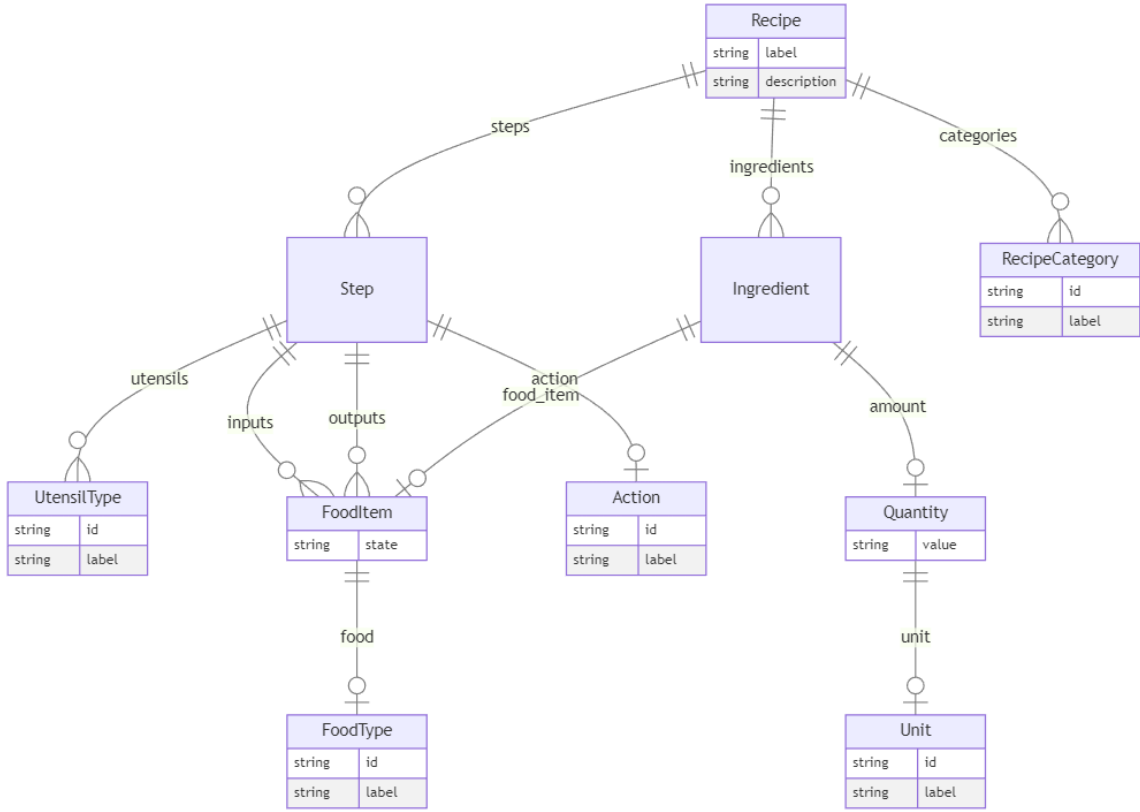 Recipe
string label
string description
steps
ingredients
categories
Step
Ingredient
RecipeCategory
string id
string label
utensils
inputs
outputs
action
food_item
amount
UtensilType
string id
string label
FoodItem
string state
Action
string id
string label
Quantity
string value
food
unit
FoodType
string id
string label
Unit
string id
string label